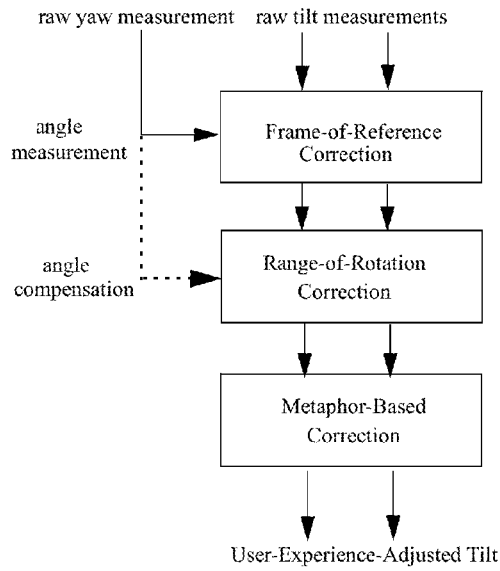 raw yaw measurement
raw tilt measurements
angle
measurement
Frame-of-Reference
Correction
angle
compensation
Range-of-Rotation
Correction
Metaphor-Based
Correction
User-Experience-Adjusted Tilt